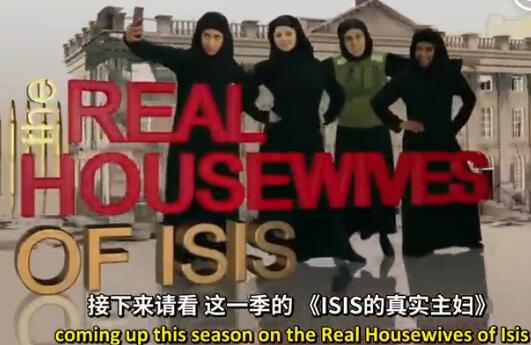 the
REAL
HOUSEWIVES
OF ISIS
接下来请看 这一季的 《ISIS的真实主妇》
coming up this season on the Real Housewives of Isis